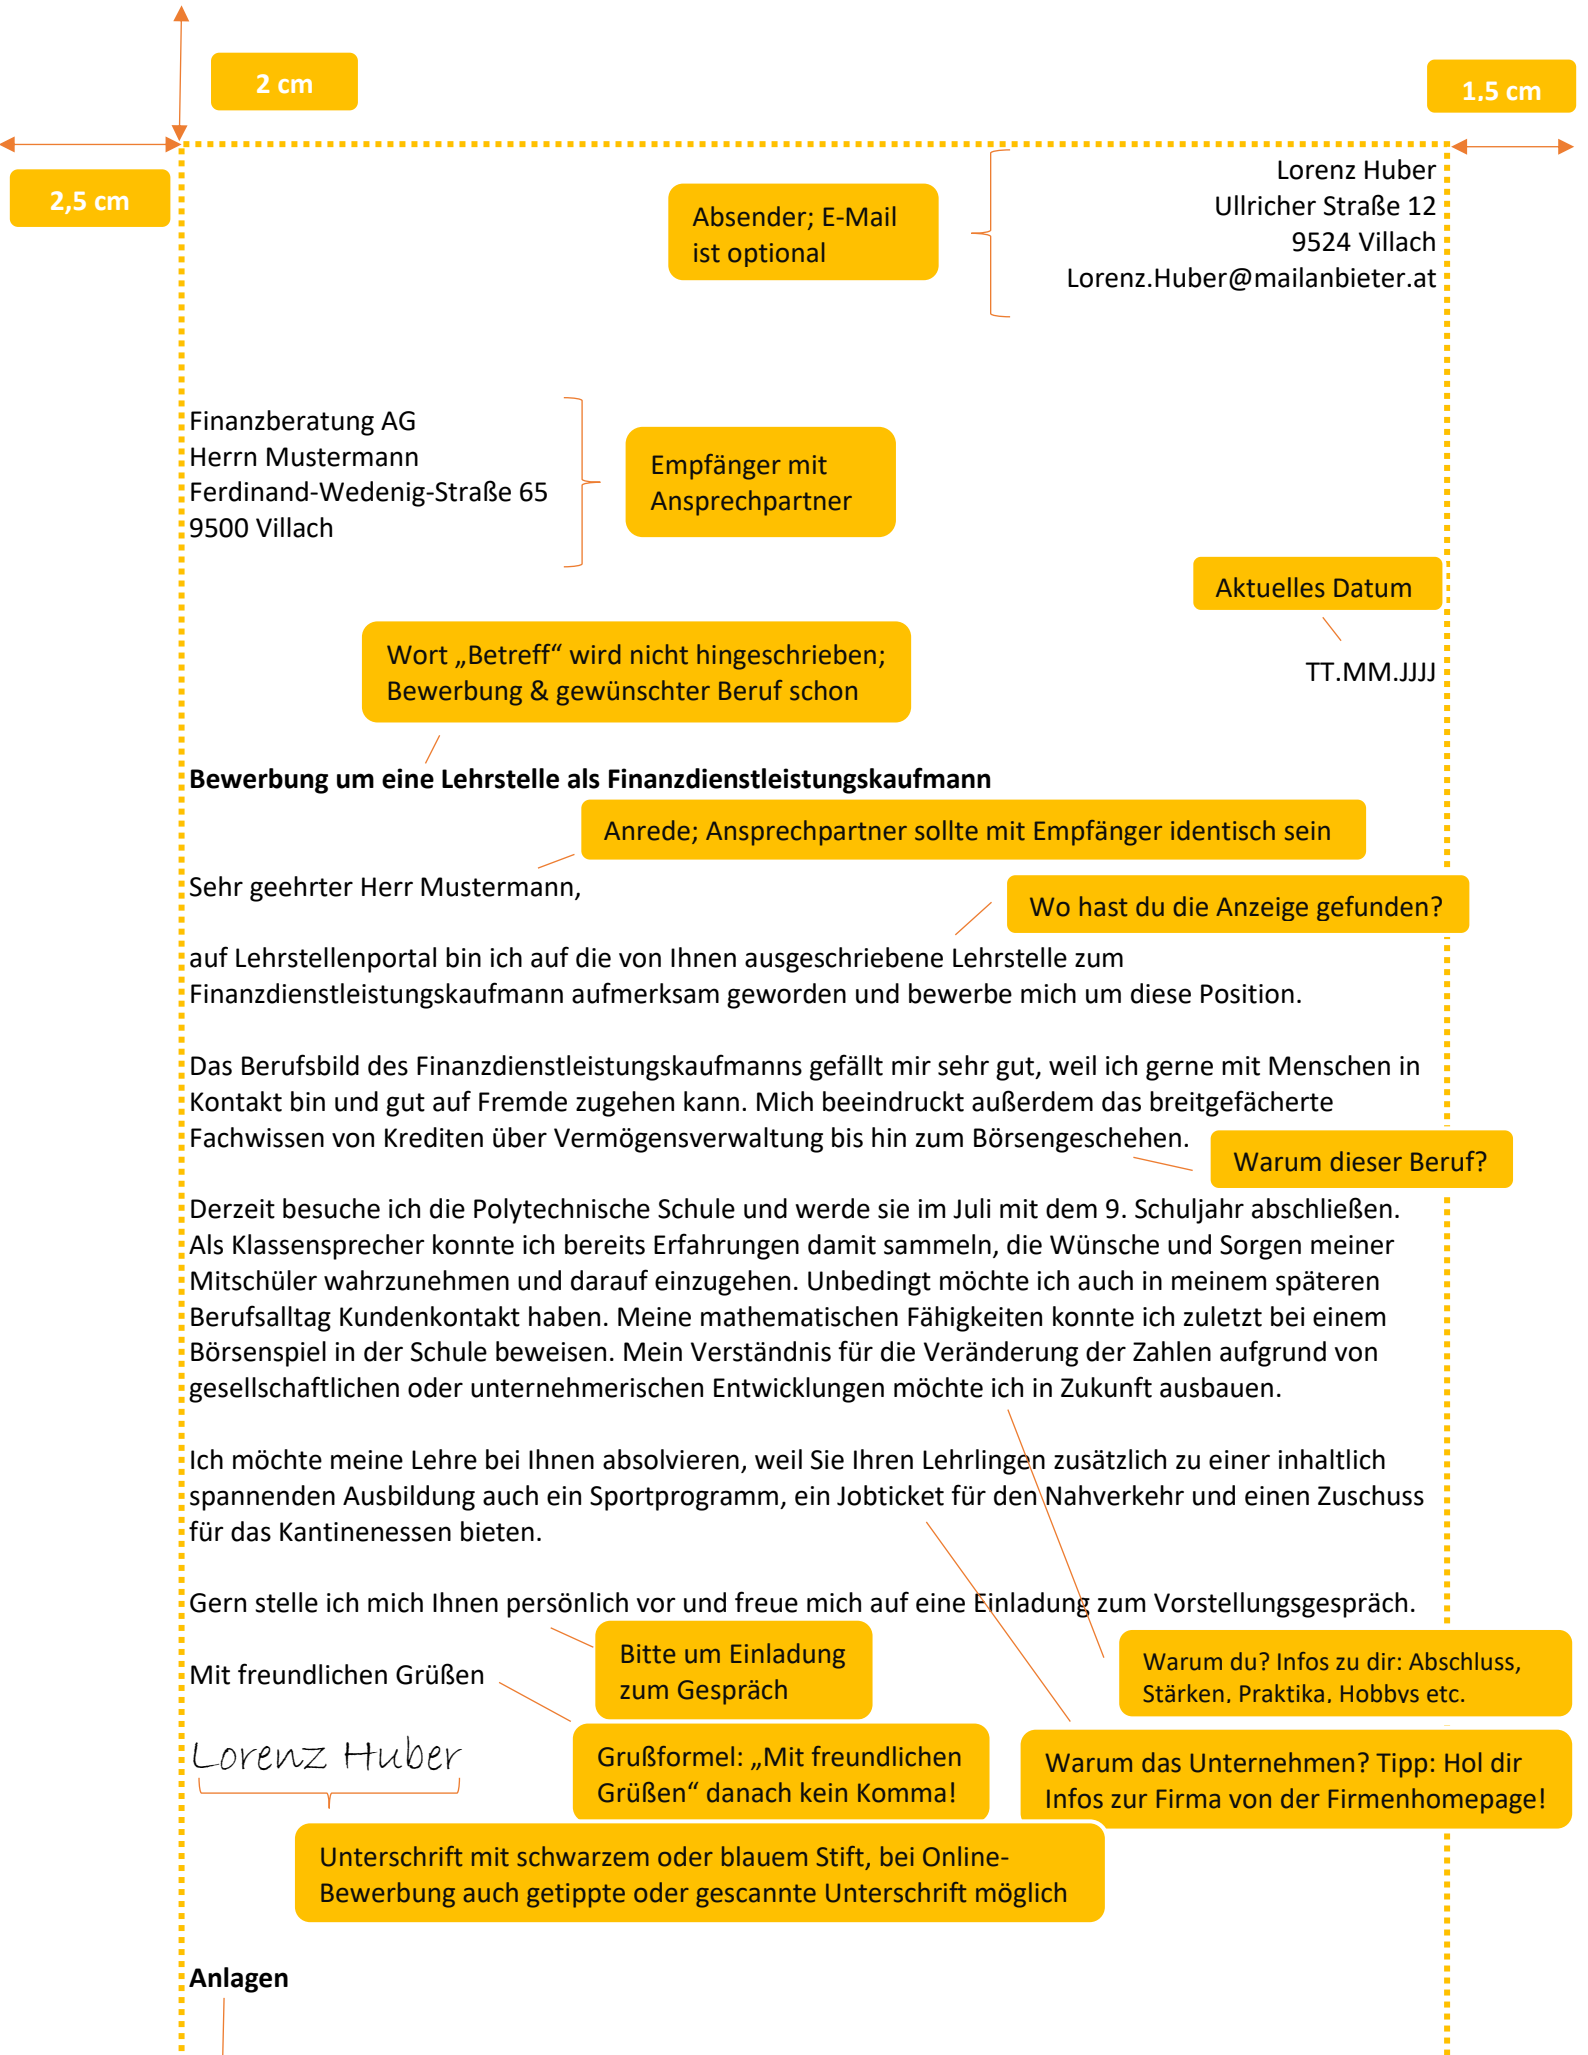 2 cm
1,5 cm
2,5 cm
Absender; E-Mail
ist optional
Lorenz Huber
Ullricher Straße 12
9524 Villach
Lorenz.Huber@mailanbieter.at
Finanzberatung AG
Herrn Mustermann
Ferdinand-Wedenig-Straße 65
9500 Villach
Empfänger mit
Ansprechpartner
Aktuelles Datum
TT.MM.JJJJ
Wort „Betreff“ wird nicht hingeschrieben;
Bewerbung & gewünschter Beruf schon
Bewerbung um eine Lehrstelle als Finanzdienstleistungskaufmann
Anrede; Ansprechpartner sollte mit Empfänger identisch sein
Sehr geehrter Herr Mustermann,
Wo hast du die Anzeige gefunden?
auf Lehrstellenportal bin ich auf die von Ihnen ausgeschriebene Lehrstelle zum
Finanzdienstleistungskaufmann aufmerksam geworden und bewerbe mich um diese Position.
Das Berufsbild des Finanzdienstleistungskaufmanns gefällt mir sehr gut, weil ich gerne mit Menschen in
Kontakt bin und gut auf Fremde zugehen kann. Mich beeindruckt außerdem das breitgefächerte
Fachwissen von Krediten über Vermögensverwaltung bis hin zum Börsengeschehen.
Warum dieser Beruf?
Derzeit besuche ich die Polytechnische Schule und werde sie im Juli mit dem 9. Schuljahr abschließen.
Als Klassensprecher konnte ich bereits Erfahrungen damit sammeln, die Wünsche und Sorgen meiner
Mitschüler wahrzunehmen und darauf einzugehen. Unbedingt möchte ich auch in meinem späteren
Berufsalltag Kundenkontakt haben. Meine mathematischen Fähigkeiten konnte ich zuletzt bei einem
Börsenspiel in der Schule beweisen. Mein Verständnis für die Veränderung der Zahlen aufgrund von
gesellschaftlichen oder unternehmerischen Entwicklungen möchte ich in Zukunft ausbauen.
Ich möchte meine Lehre bei Ihnen absolvieren, weil Sie Ihren Lehrlingen zusätzlich zu einer inhaltlich
spannenden Ausbildung auch ein Sportprogramm, ein Jobticket für den Nahverkehr und einen Zuschuss
für das Kantinenessen bieten.
Gern stelle ich mich Ihnen persönlich vor und freue mich auf eine Einladung zum Vorstellungsgespräch.
Bitte um Einladung
zum Gespräch
Warum du? Infos zu dir: Abschluss,
Stärken, Praktika, Hobbys etc.
Mit freundlichen Grüßen
Lorenz Huber
Grußformel: „Mit freundlichen
Grüßen“ danach kein Komma!
Warum das Unternehmen? Tipp: Hol dir
Infos zur Firma von der Firmenhomepage!
Unterschrift mit schwarzem oder blauem Stift, bei Online-
Bewerbung auch getippte oder gescannte Unterschrift möglich
Anlagen